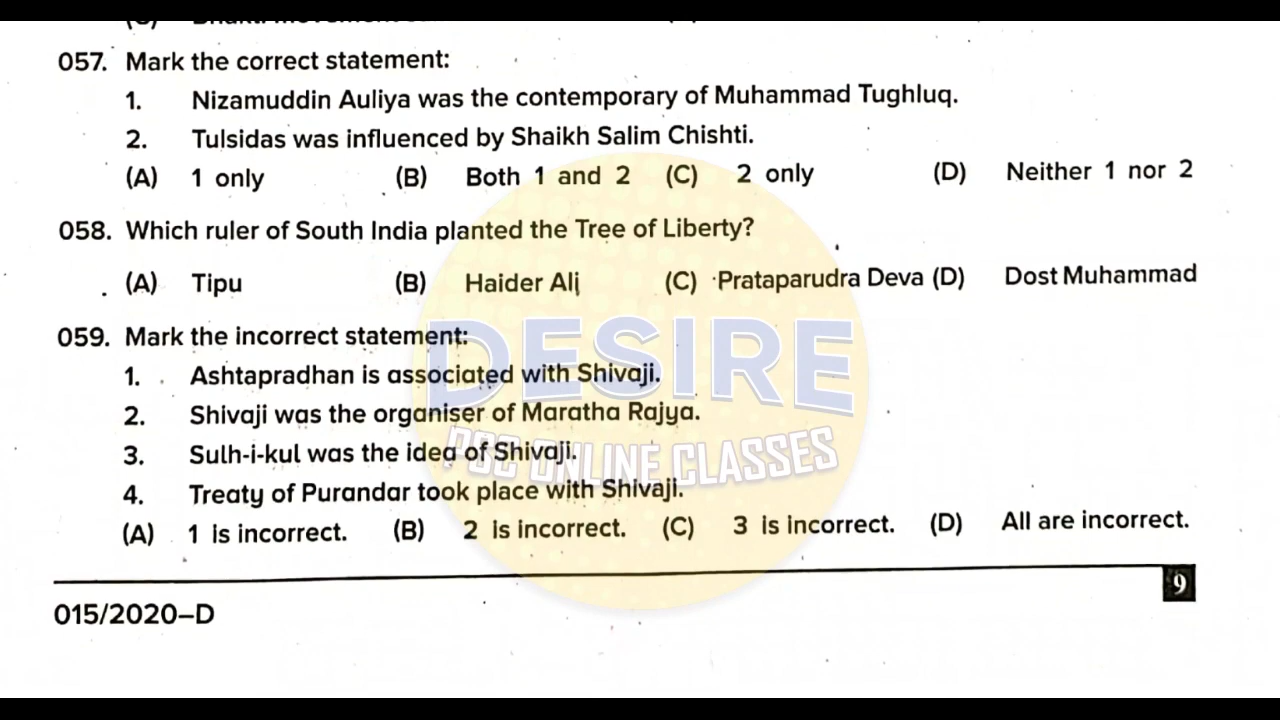 057. Mark the correct statement:
1. Nizamuddin Auliya was the contemporary of Muhammad Tughluq.
2. Tulsidas was influenced by Shaikh Salim Chishti.
(A) 1 only (B) Both 1 and 2 (C) 2 only (D) Neither 1 nor 2
058. Which ruler of South India planted the Tree of Liberty?
(A) Tipu (B) Haider Ali (C) Prataparudra Deva (D) Dost Muhammad
059. Mark the incorrect statement:
1. Ashtapradhan is associated with Shivaji.
2. Shivaji was the organiser of Maratha Rajya.
3. Sulh-i-kul was the idea of Shivaji.
4. Treaty of Purandar took place with Shivaji.
(A) 1 is incorrect. (B) 2 is incorrect. (C) 3 is incorrect. (D) All are incorrect.
9
015/2020–D
DESIRE
PSC ONLINE CLASSES